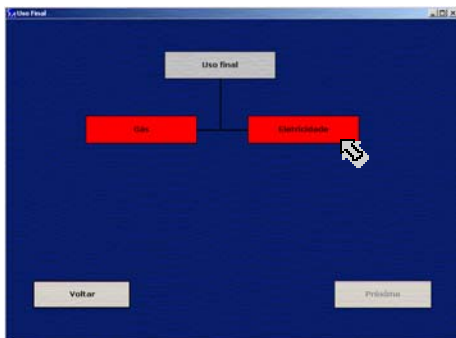 Uso Final
Uso final
Gás
Eletricidade
Voltar
Próximo